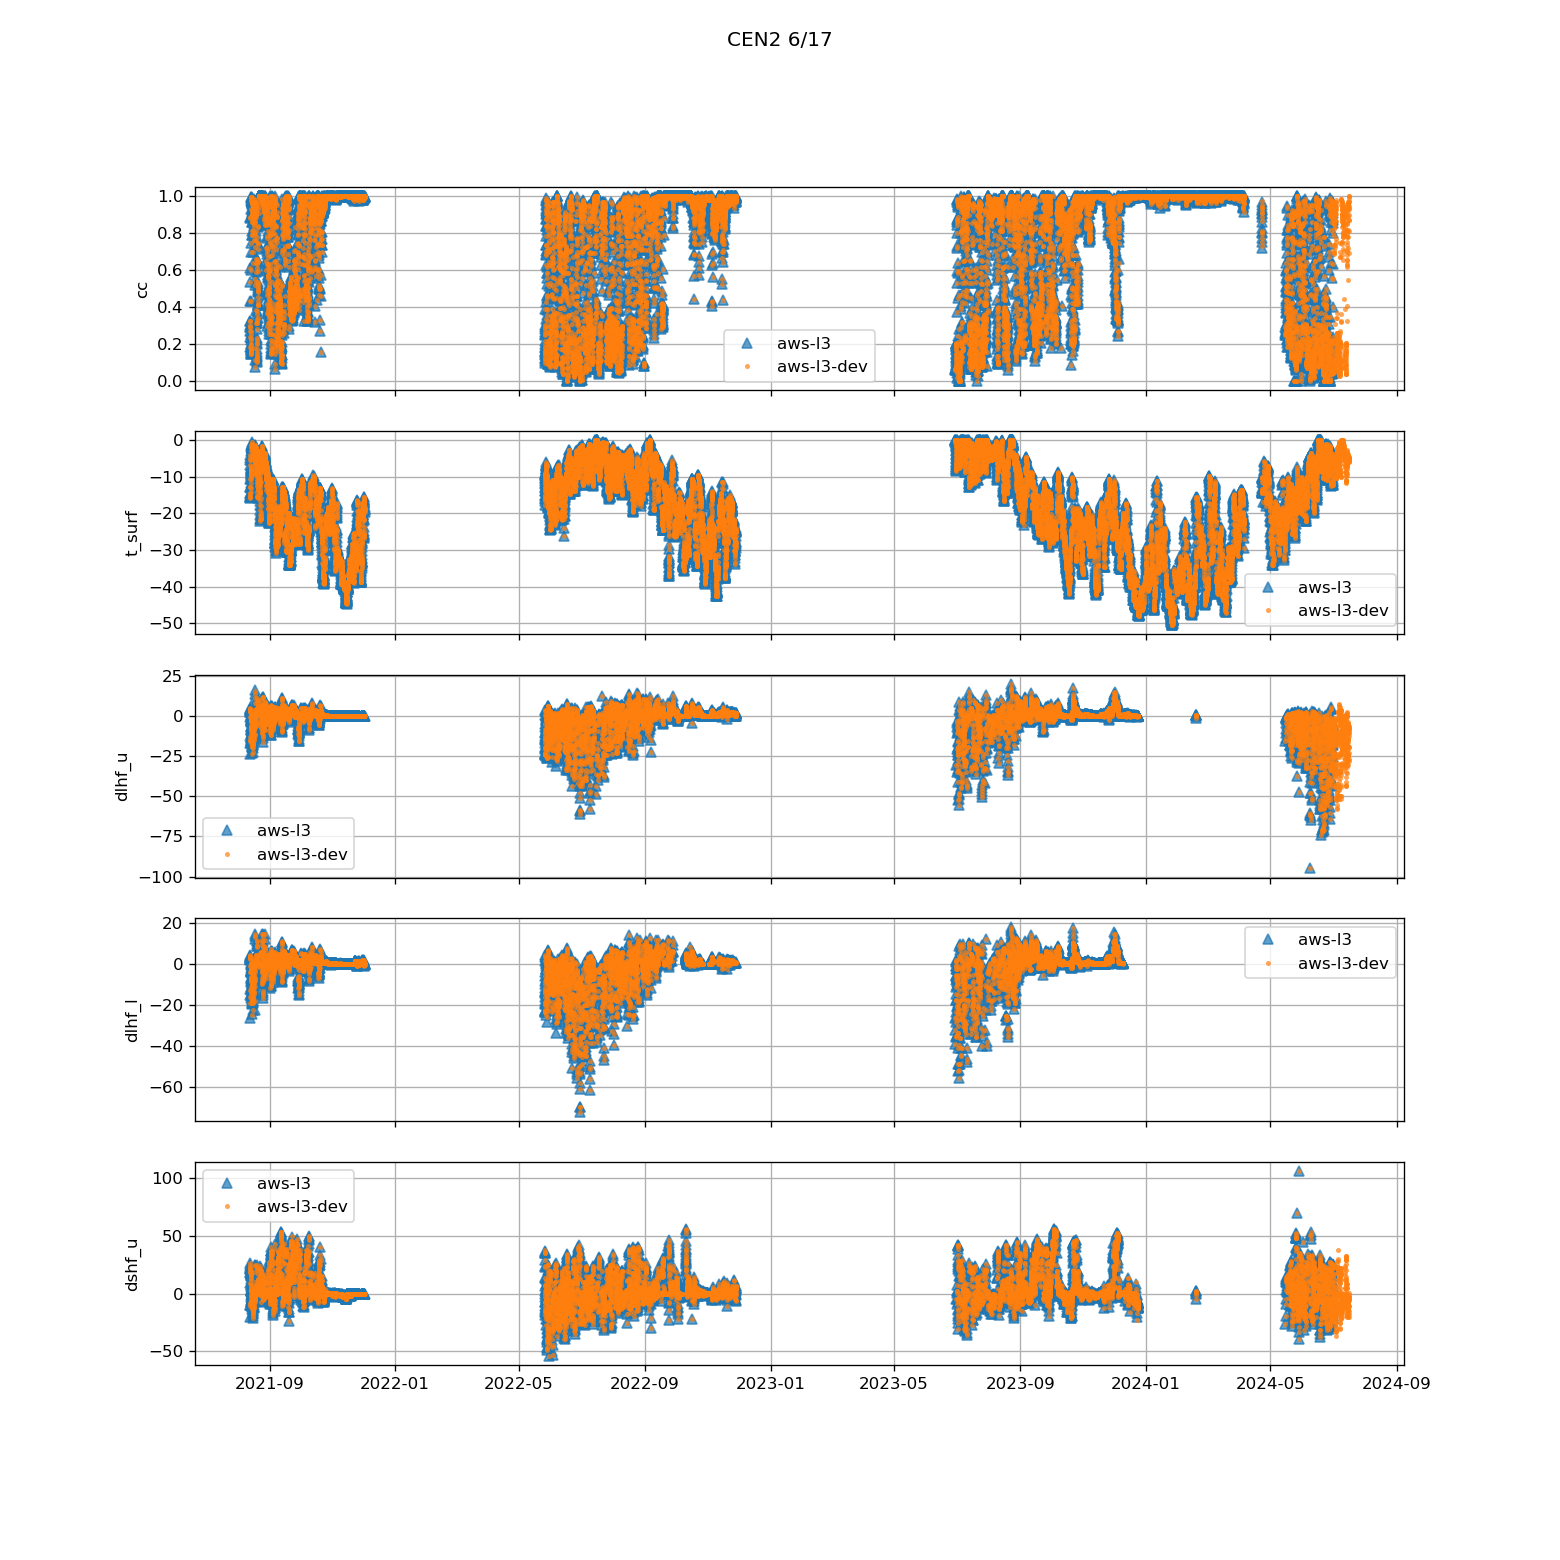 CEN2 6/17
1.0
0.8
0.6
0.4
0.2
0.0
cc
aws-l3
aws-l3-dev
0
−10
−20
−30
−40
−50
t_surf
aws-l3
aws-l3-dev
25
0
−25
−50
−75
−100
dlhf_u
aws-l3
aws-l3-dev
20
0
−20
−40
−60
dlhf_l
aws-l3
aws-l3-dev
100
50
0
−50
dshf_u
aws-l3
aws-l3-dev
2021-09 2022-01 2022-05 2022-09 2023-01 2023-05 2023-09 2024-01 2024-05 2024-09